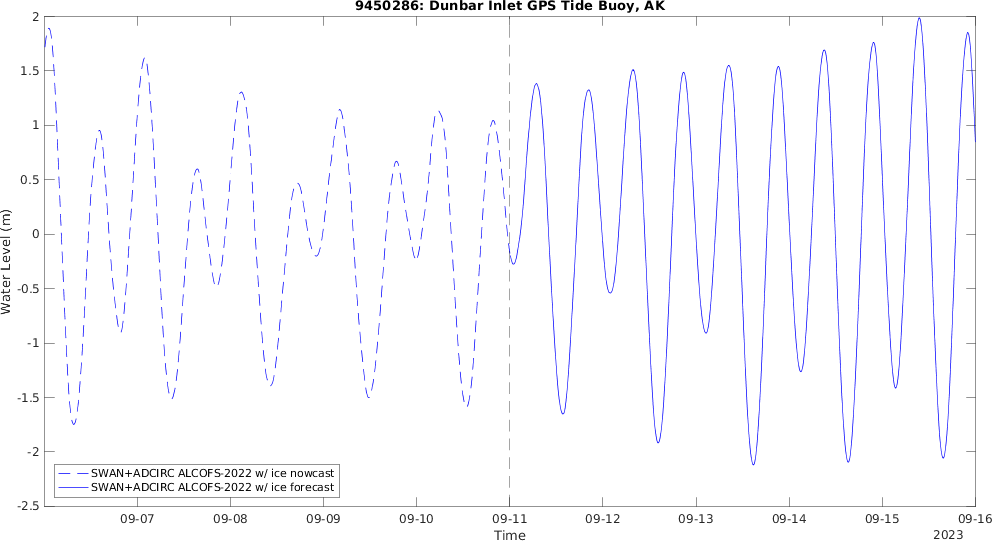 9450286: Dunbar Inlet GPS Tide Buoy, AK
Water Level (m)
2
1.5
1
0.5
0
-0.5
-1
-1.5
-2
-2.5
SWAN+ADCIRC ALCOFS-2022 w/ ice nowcast
SWAN+ADCIRC ALCOFS-2022 w/ ice forecast
09-07 09-08 09-09 09-10 09-11 09-12 09-13 09-14 09-15 09-16
Time
2023